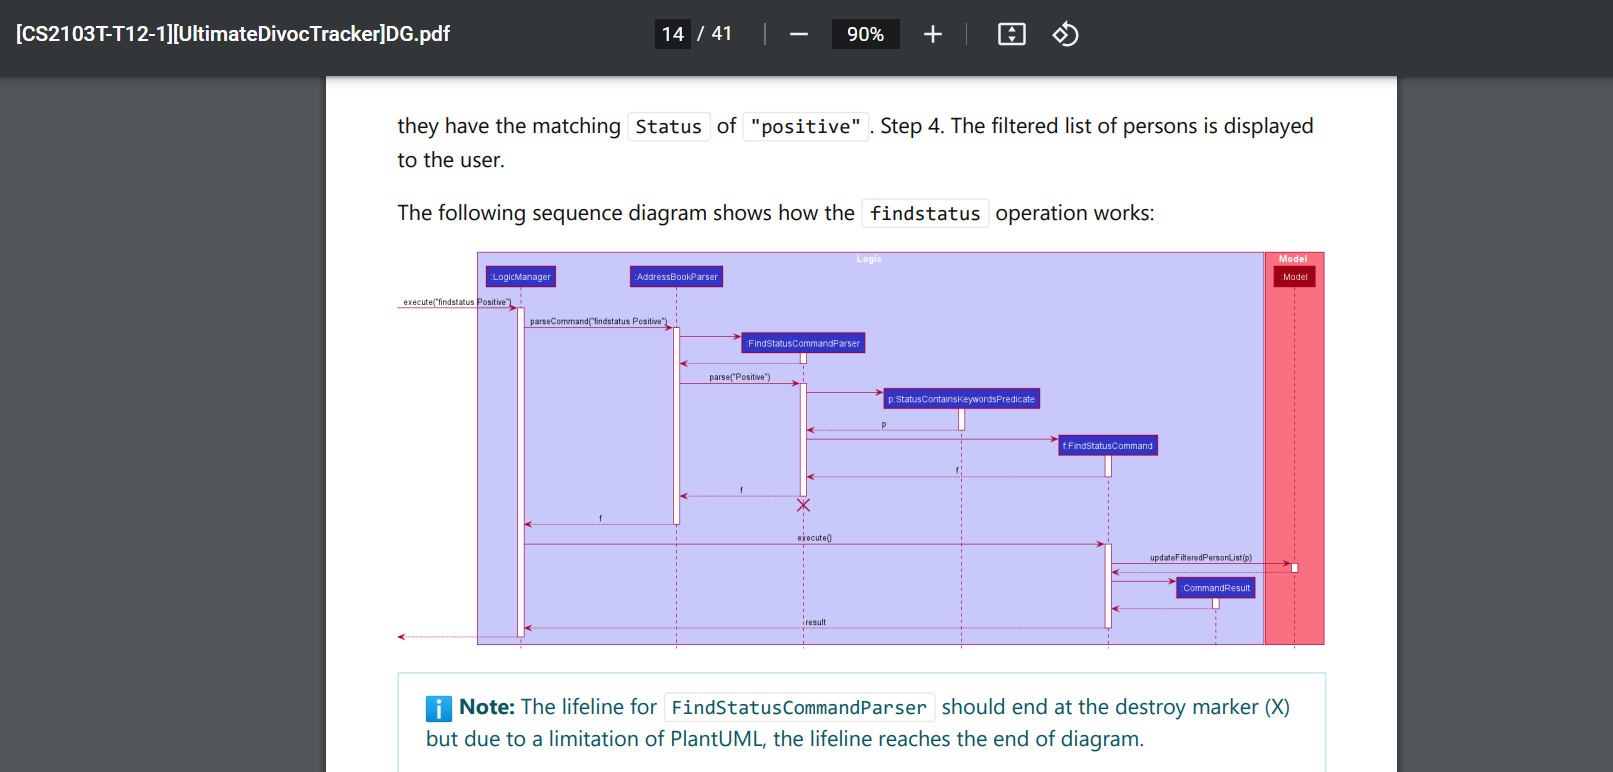 [CS2103T-T12-1][UltimateDivocTracker]DG.pdf
14 / 41
90%
they have the matching Status of "positive". Step 4. The filtered list of persons is displayed
to the user.
The following sequence diagram shows how the findstatus operation works:
Logic
Model
:LogicManager
:AddressBookParser
:Model
execute("findstatus Positive")
parseCommand("findstatus Positive")
:FindStatusCommandParser
parse("Positive")
p:StatusContainsKeywordsPredicate
p
f:FindStatusCommand
f
f
f
execute()
updateFilteredPersonList(p)
:CommandResult
result
Note: The lifeline for FindStatusCommandParser should end at the destroy marker (X)
but due to a limitation of PlantUML, the lifeline reaches the end of diagram.